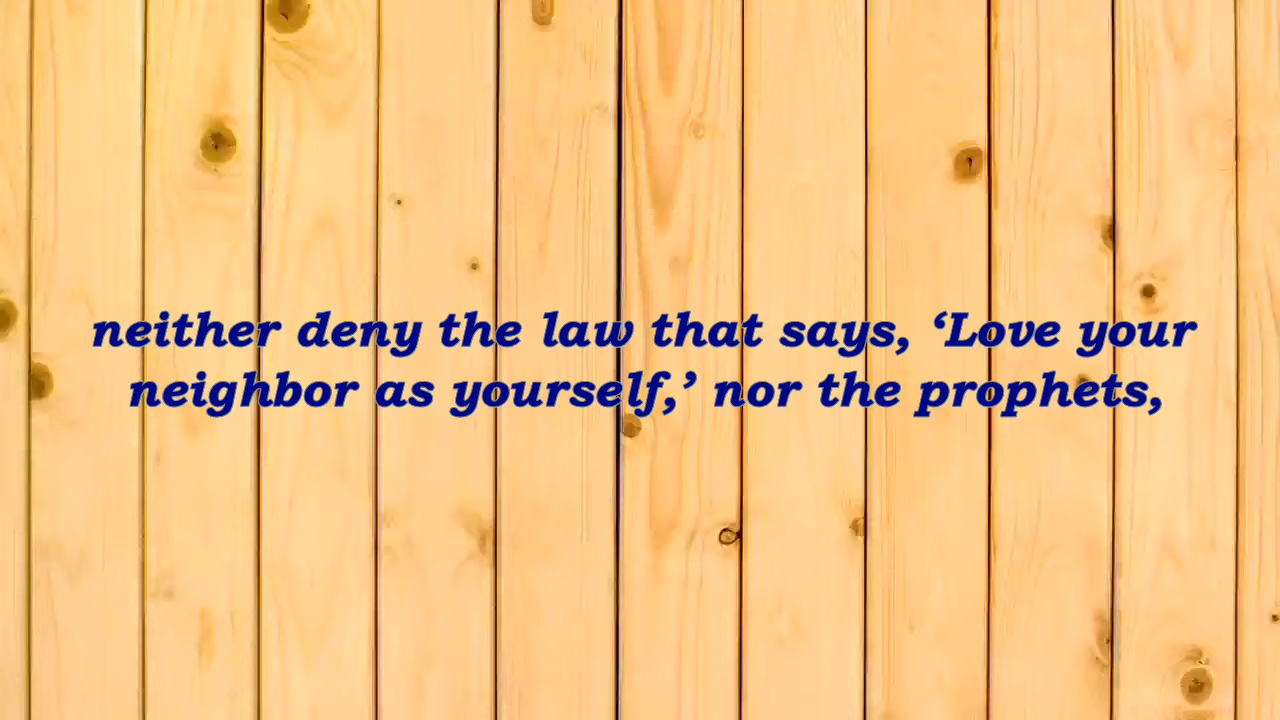 neither deny the law that says, ‘Love your
neighbor as yourself,’ nor the prophets,